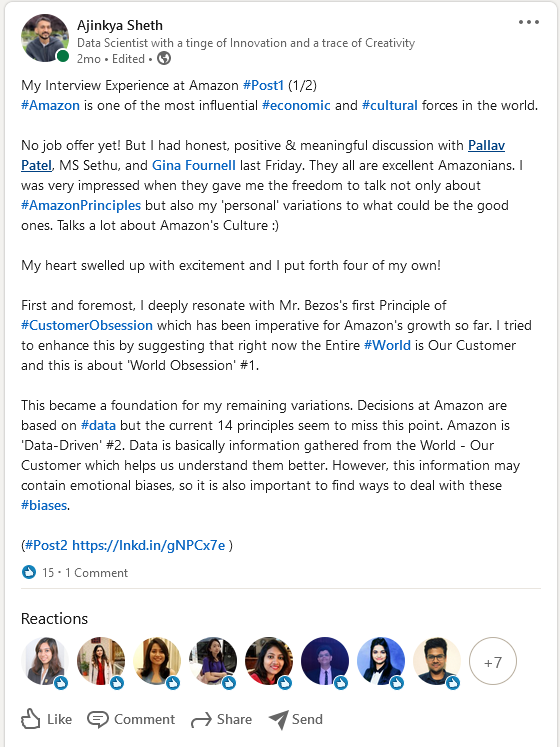 Ajinkya Sheth
Data Scientist with a tinge of Innovation and a trace of Creativity
2mo • Edited •
My Interview Experience at Amazon #Post1 (1/2)
#Amazon is one of the most influential #economic and #cultural forces in the world.
No job offer yet! But I had honest, positive & meaningful discussion with Pallav
Patel, MS Sethu, and Gina Fournell last Friday. They all are excellent Amazonians. I
was very impressed when they gave me the freedom to talk not only about
#AmazonPrinciples but also my 'personal' variations to what could be the good
ones. Talks a lot about Amazon's Culture :)
My heart swelled up with excitement and I put forth four of my own!
First and foremost, I deeply resonate with Mr. Bezos's first Principle of
#CustomerObsession which has been imperative for Amazon's growth so far. I tried
to enhance this by suggesting that right now the Entire #World is Our Customer
and this is about 'World Obsession' #1.
This became a foundation for my remaining variations. Decisions at Amazon are
based on #data but the current 14 principles seem to miss this point. Amazon is
'Data-Driven' #2. Data is basically information gathered from the World - Our
Customer which helps us understand them better. However, this information may
contain emotional biases, so it is also important to find ways to deal with these
#biases.
(#Post2 https://lnkd.in/gNPCx7e )
15 • 1 Comment
Reactions
+7
Like Comment Share Send